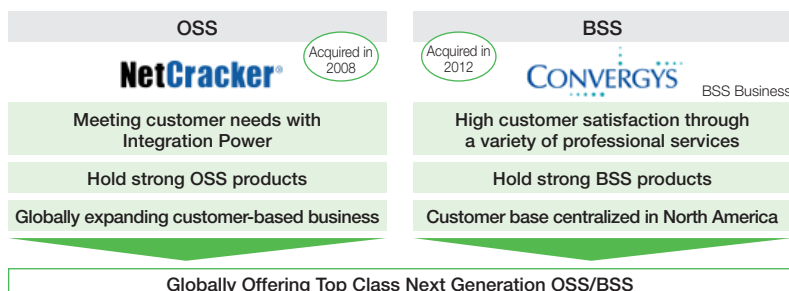 OSS
NetCracker®
Acquired in
2008
Meeting customer needs with
Integration Power
Hold strong OSS products
Globally expanding customer-based business
BSS
Acquired in
2012
CONVERGYS
BSS Business
High customer satisfaction through
a variety of professional services
Hold strong BSS products
Customer base centralized in North America
Globally Offering Top Class Next Generation OSS/BSS